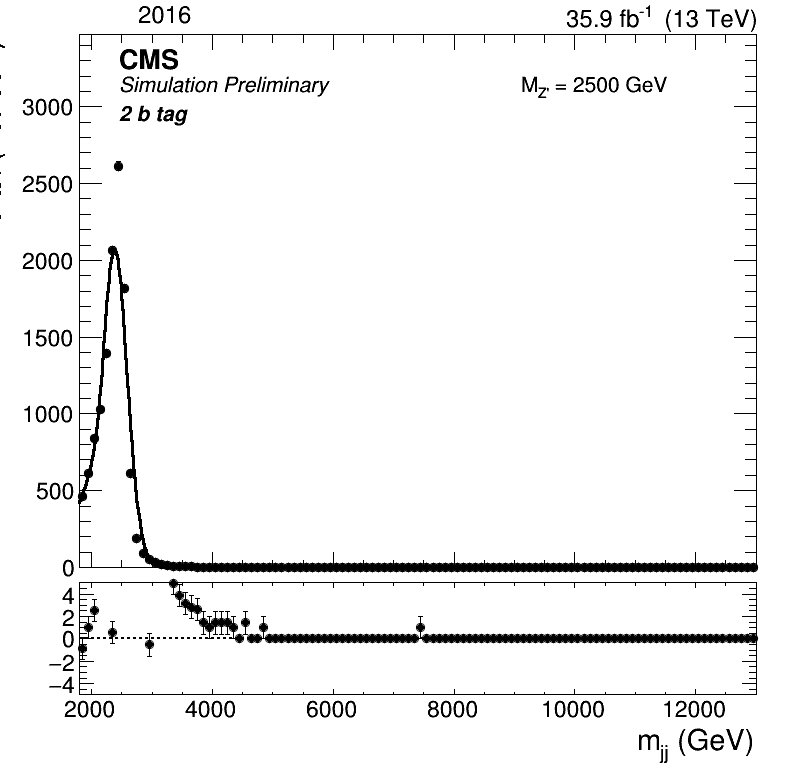 2016 35.9 fb⁻¹ (13 TeV)
CMS
Simulation Preliminary
M_Z' = 2500 GeV
2 b tag
3000
2500
2000
1500
1000
500
0
4
2
0
−2
−4
2000 4000 6000 8000 10000 12000
m_jj (GeV)